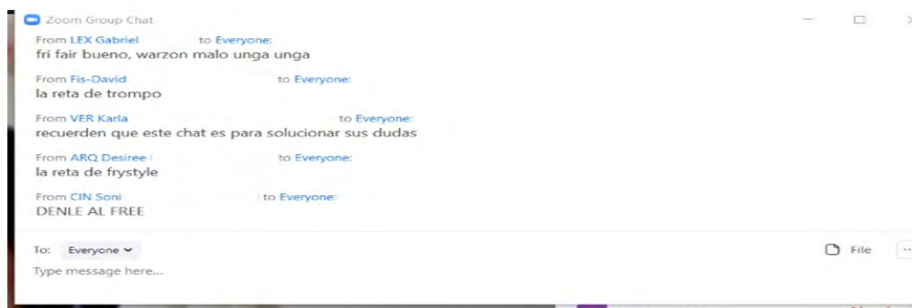 Zoom Group Chat
From LEX Gabriel to Everyone:
fri fair bueno, warzon malo unga unga
From Fis-David to Everyone:
la reta de trompo
From VER Karla to Everyone:
recuerden que este chat es para solucionar sus dudas
From ARQ Desiree to Everyone:
la reta de frystyle
From CIN Soni to Everyone:
DENLE AL FREE
To: Everyone
File
Type message here...